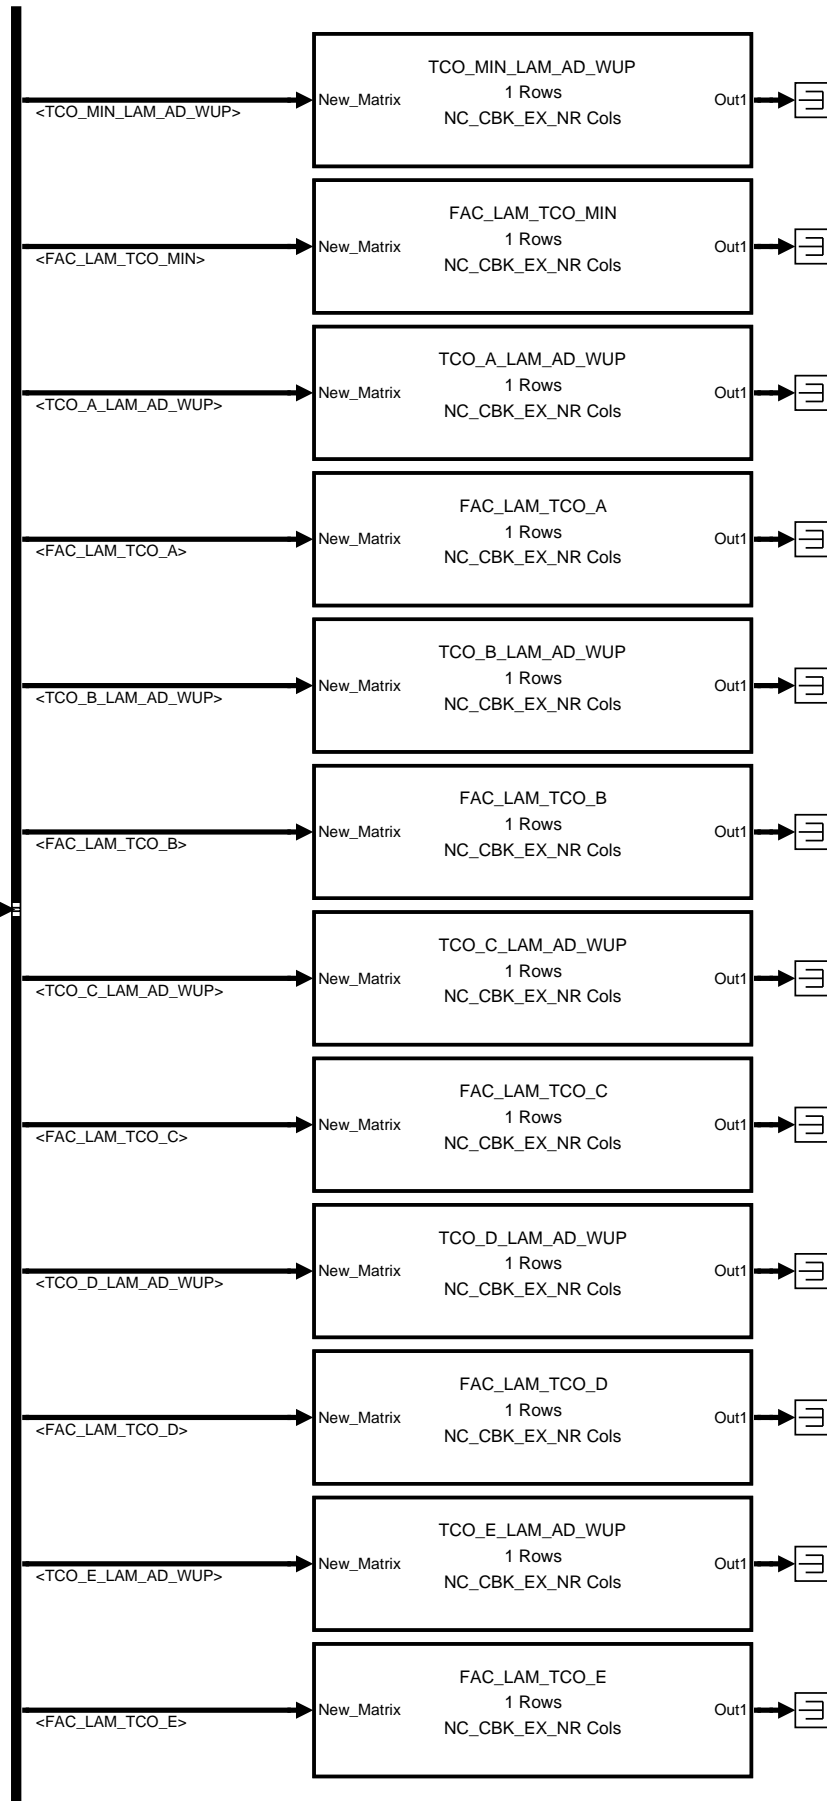 TCO_MIN_LAM_AD_WUP
1 Rows
New_Matrix
Out1
NC_CBK_EX_NR Cols
<TCO_MIN_LAM_AD_WUP>
FAC_LAM_TCO_MIN
1 Rows
New_Matrix
Out1
NC_CBK_EX_NR Cols
<FAC_LAM_TCO_MIN>
TCO_A_LAM_AD_WUP
1 Rows
New_Matrix
Out1
NC_CBK_EX_NR Cols
<TCO_A_LAM_AD_WUP>
FAC_LAM_TCO_A
1 Rows
New_Matrix
Out1
NC_CBK_EX_NR Cols
<FAC_LAM_TCO_A>
TCO_B_LAM_AD_WUP
1 Rows
New_Matrix
Out1
NC_CBK_EX_NR Cols
<TCO_B_LAM_AD_WUP>
FAC_LAM_TCO_B
1 Rows
New_Matrix
Out1
NC_CBK_EX_NR Cols
<FAC_LAM_TCO_B>
TCO_C_LAM_AD_WUP
1 Rows
New_Matrix
Out1
NC_CBK_EX_NR Cols
<TCO_C_LAM_AD_WUP>
FAC_LAM_TCO_C
1 Rows
New_Matrix
Out1
NC_CBK_EX_NR Cols
<FAC_LAM_TCO_C>
TCO_D_LAM_AD_WUP
1 Rows
New_Matrix
Out1
NC_CBK_EX_NR Cols
<TCO_D_LAM_AD_WUP>
FAC_LAM_TCO_D
1 Rows
New_Matrix
Out1
NC_CBK_EX_NR Cols
<FAC_LAM_TCO_D>
TCO_E_LAM_AD_WUP
1 Rows
New_Matrix
Out1
NC_CBK_EX_NR Cols
<TCO_E_LAM_AD_WUP>
FAC_LAM_TCO_E
1 Rows
New_Matrix
Out1
NC_CBK_EX_NR Cols
<FAC_LAM_TCO_E>